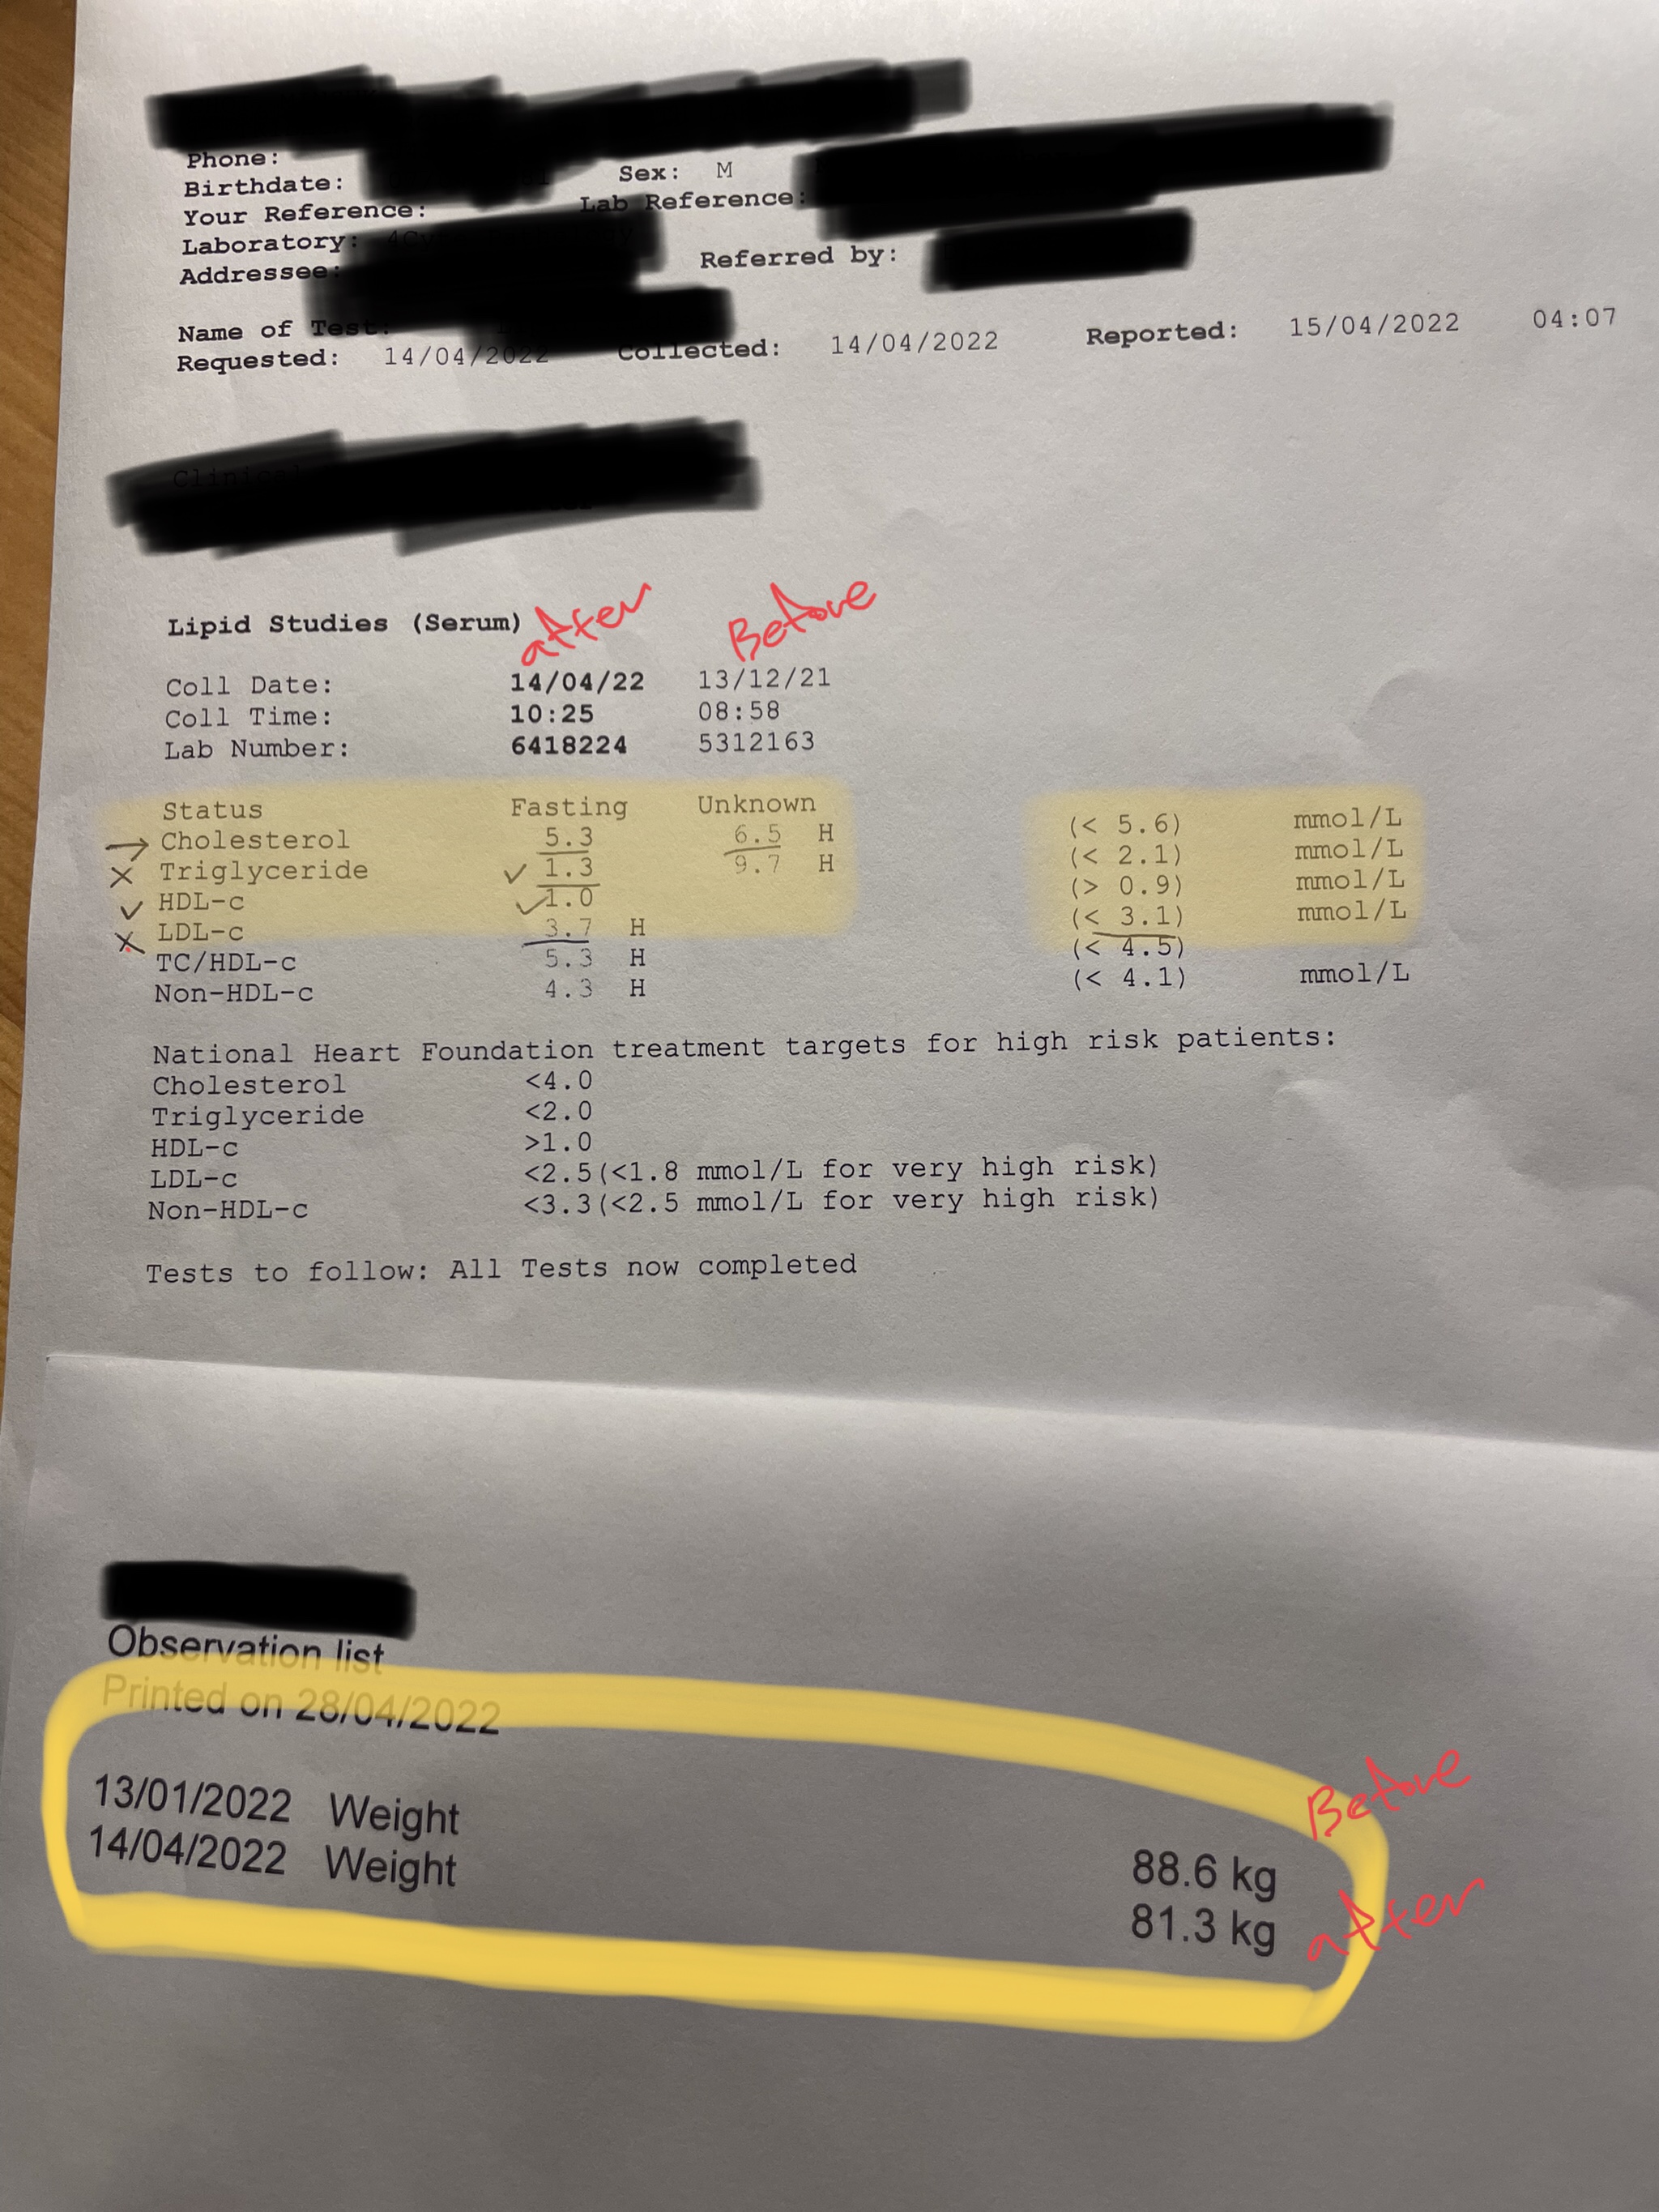 Phone:
Birthdate: Sex: M
Your Reference: Lab Reference:
Laboratory:
Addressee: Referred by:
Name of Test:
Requested: 14/04/2022 Collected: 14/04/2022 Reported: 15/04/2022 04:07
after Before
Lipid Studies (Serum)
Coll Date: 14/04/22 13/12/21
Coll Time: 10:25 08:58
Lab Number: 6418224 5312163
Status Fasting Unknown
Cholesterol 5.3 6.5 H (< 5.6) mmol/L
Triglyceride 1.3 9.7 H (< 2.1) mmol/L
HDL-c 1.0 (> 0.9) mmol/L
LDL-c 3.7 H (< 3.1) mmol/L
TC/HDL-c 5.3 H (< 4.5)
Non-HDL-c 4.3 H (< 4.1) mmol/L
National Heart Foundation treatment targets for high risk patients:
Cholesterol <4.0
Triglyceride <2.0
HDL-c >1.0
LDL-c <2.5(<1.8 mmol/L for very high risk)
Non-HDL-c <3.3(<2.5 mmol/L for very high risk)
Tests to follow: All Tests now completed
Observation list
Printed on 28/04/2022
13/01/2022 Weight 88.6 kg Before
14/04/2022 Weight 81.3 kg after